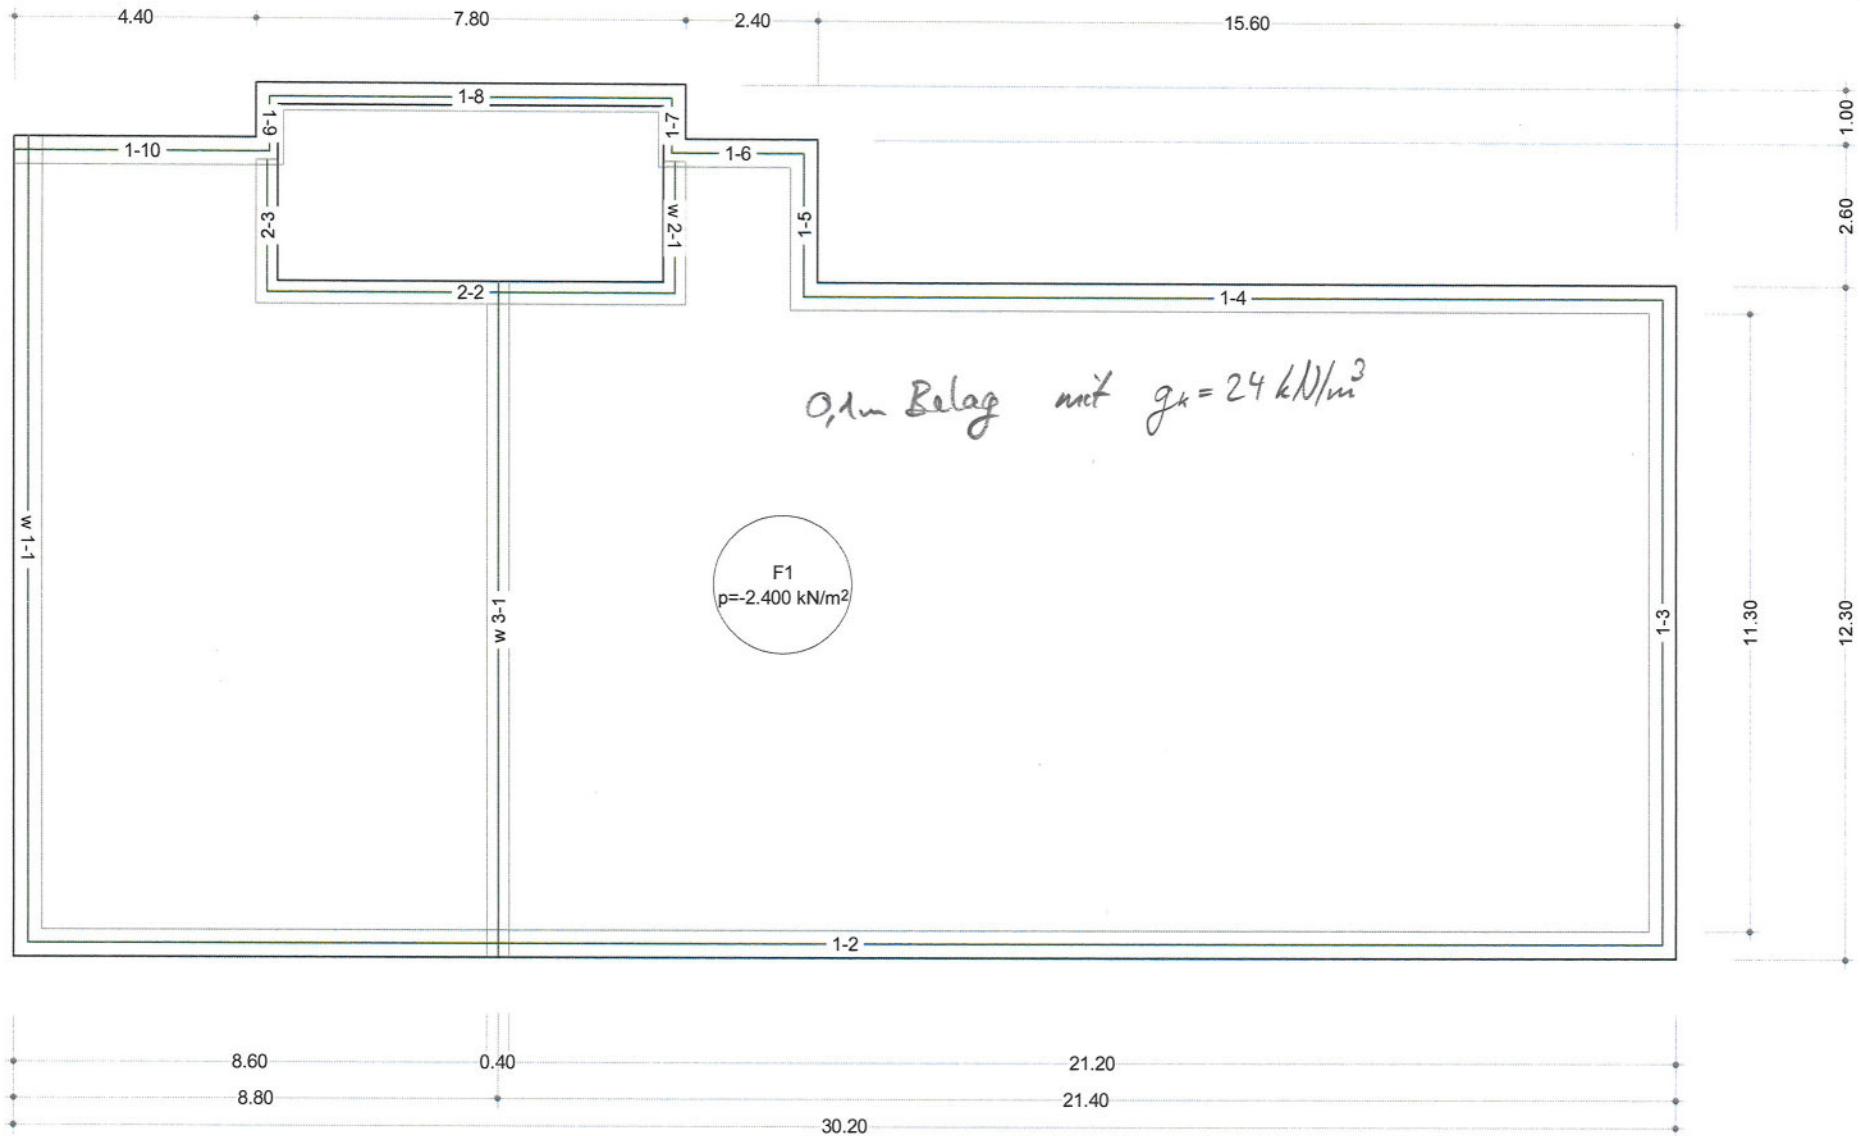 4.40 7.80 2.40 15.60
1-8
1-9
1-7
1.00
1-10
1-6
2-3
w 2-1
1-5
2.60
2-2
1-4
0,1m Belag mit gk = 24 kN/m³
w 1-1
F1
p=-2.400 kN/m²
w 3-1
1-3
11.30
12.30
1-2
8.60 0.40 21.20
8.80 21.40
30.20